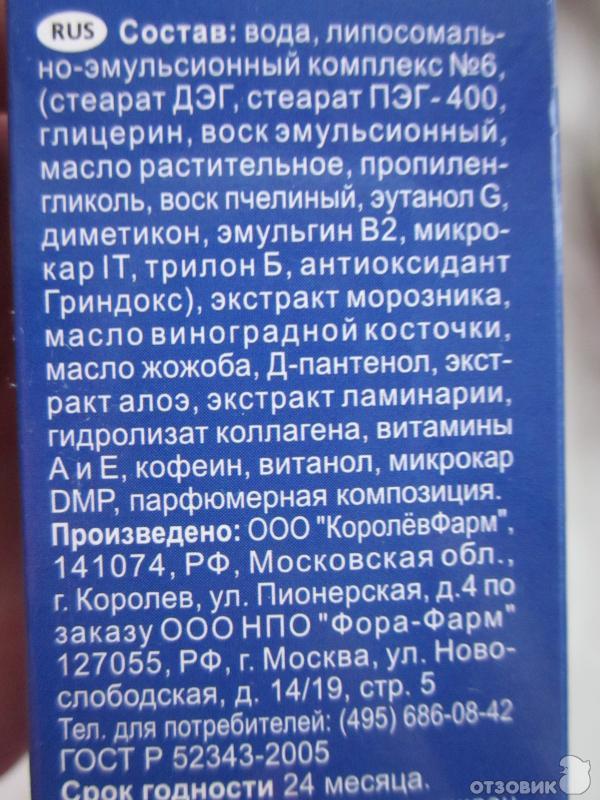 RUS Состав: вода, липосомаль-
но-эмульсионный комплекс №6,
(стеарат ДЭГ, стеарат ПЭГ-400,
глицерин, воск эмульсионный,
масло растительное, пропилен-
гликоль, воск пчелиный, эутанол G,
диметикон, эмульгин B2, микро-
кар IT, трилон Б, антиоксидант
Гриндокс), экстракт морозника,
масло виноградной косточки,
масло жожоба, Д-пантенол, экст-
ракт алоэ, экстракт ламинарии,
гидролизат коллагена, витамины
А и Е, кофеин, витанол, микрокар
DMP, парфюмерная композиция.
Произведено: ООО "КоролёвФарм",
141074, РФ, Московская обл.,
г. Королев, ул. Пионерская, д.4 по
заказу ООО НПО "Фора-Фарм"
127055, РФ, г. Москва, ул. Ново-
слободская, д. 14/19, стр. 5
Тел. для потребителей: (495) 686-08-42
ГОСТ Р 52343-2005
Срок годности 24 месяца.
отзовик